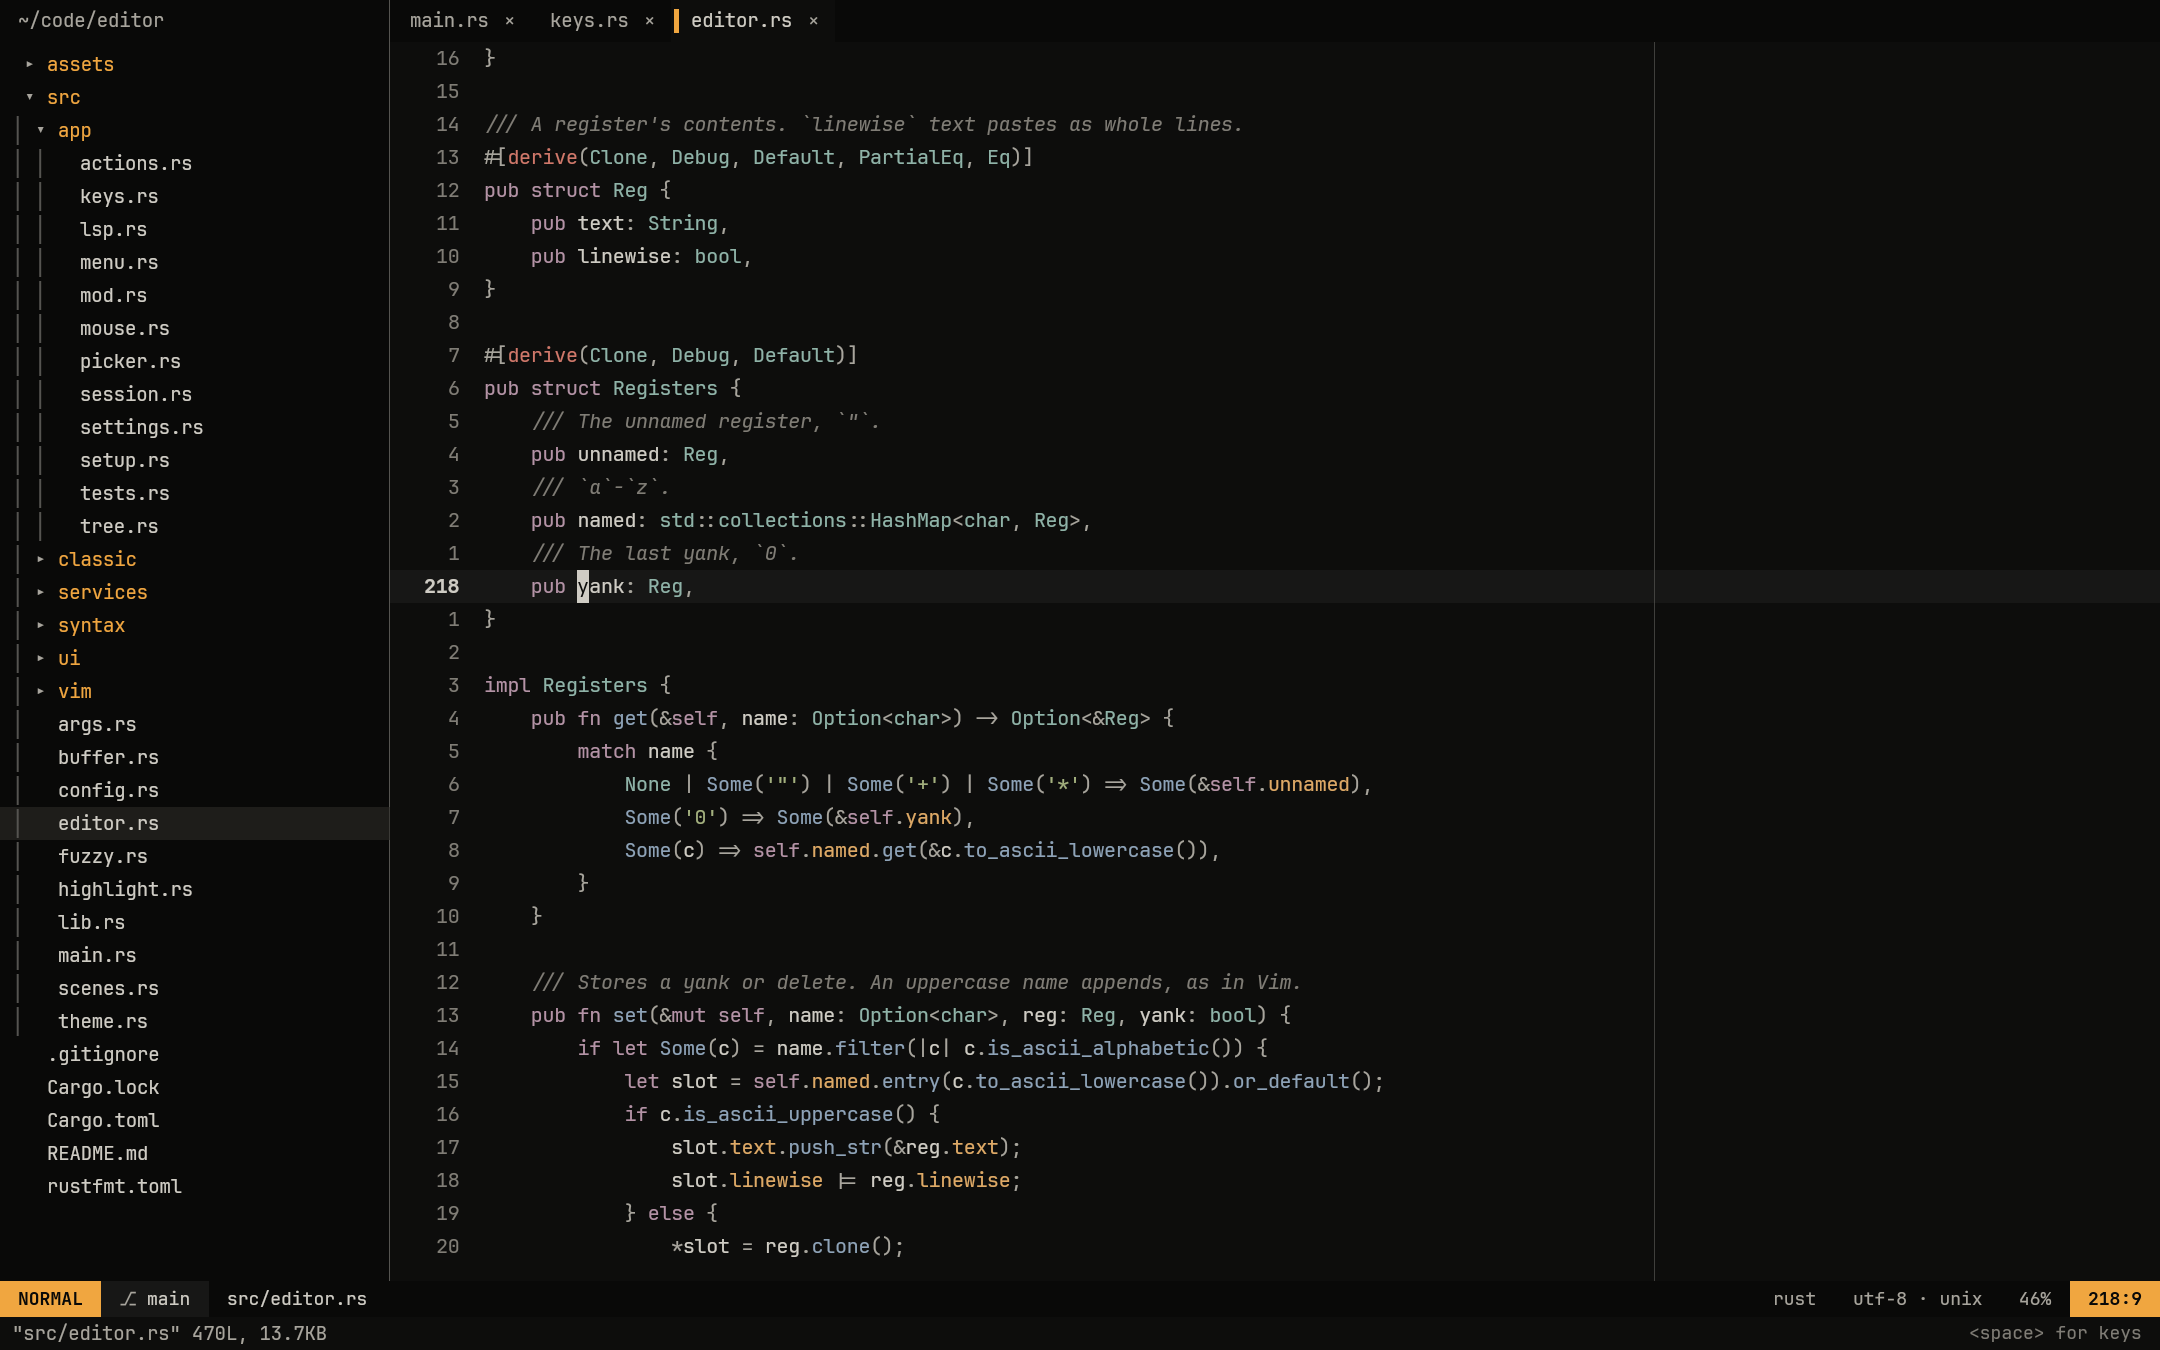 ~/code/editor
▸ assets
▾ src
▾ app
actions.rs
keys.rs
lsp.rs
menu.rs
mod.rs
mouse.rs
picker.rs
session.rs
settings.rs
setup.rs
tests.rs
tree.rs
▸ classic
▸ services
▸ syntax
▸ ui
▸ vim
args.rs
buffer.rs
config.rs
editor.rs
fuzzy.rs
highlight.rs
lib.rs
main.rs
scenes.rs
theme.rs
.gitignore
Cargo.lock
Cargo.toml
README.md
rustfmt.toml
main.rs × keys.rs × editor.rs ×
16 }
15
14 /// A register's contents. `linewise` text pastes as whole lines.
13 #[derive(Clone, Debug, Default, PartialEq, Eq)]
12 pub struct Reg {
11     pub text: String,
10     pub linewise: bool,
9 }
8
7 #[derive(Clone, Debug, Default)]
6 pub struct Registers {
5     /// The unnamed register, `"`.
4     pub unnamed: Reg,
3     /// `a`-`z`.
2     pub named: std::collections::HashMap<char, Reg>,
1     /// The last yank, `0`.
218     pub yank: Reg,
1 }
2
3 impl Registers {
4     pub fn get(&self, name: Option<char>) -> Option<&Reg> {
5         match name {
6             None | Some('"') | Some('+') | Some('*') => Some(&self.unnamed),
7             Some('0') => Some(&self.yank),
8             Some(c) => self.named.get(&c.to_ascii_lowercase()),
9         }
10     }
11
12     /// Stores a yank or delete. An uppercase name appends, as in Vim.
13     pub fn set(&mut self, name: Option<char>, reg: Reg, yank: bool) {
14         if let Some(c) = name.filter(|c| c.is_ascii_alphabetic()) {
15             let slot = self.named.entry(c.to_ascii_lowercase()).or_default();
16             if c.is_ascii_uppercase() {
17                 slot.text.push_str(&reg.text);
18                 slot.linewise |= reg.linewise;
19             } else {
20                 *slot = reg.clone();
NORMAL main src/editor.rs rust utf-8 · unix 46% 218:9
"src/editor.rs" 470L, 13.7KB <space> for keys